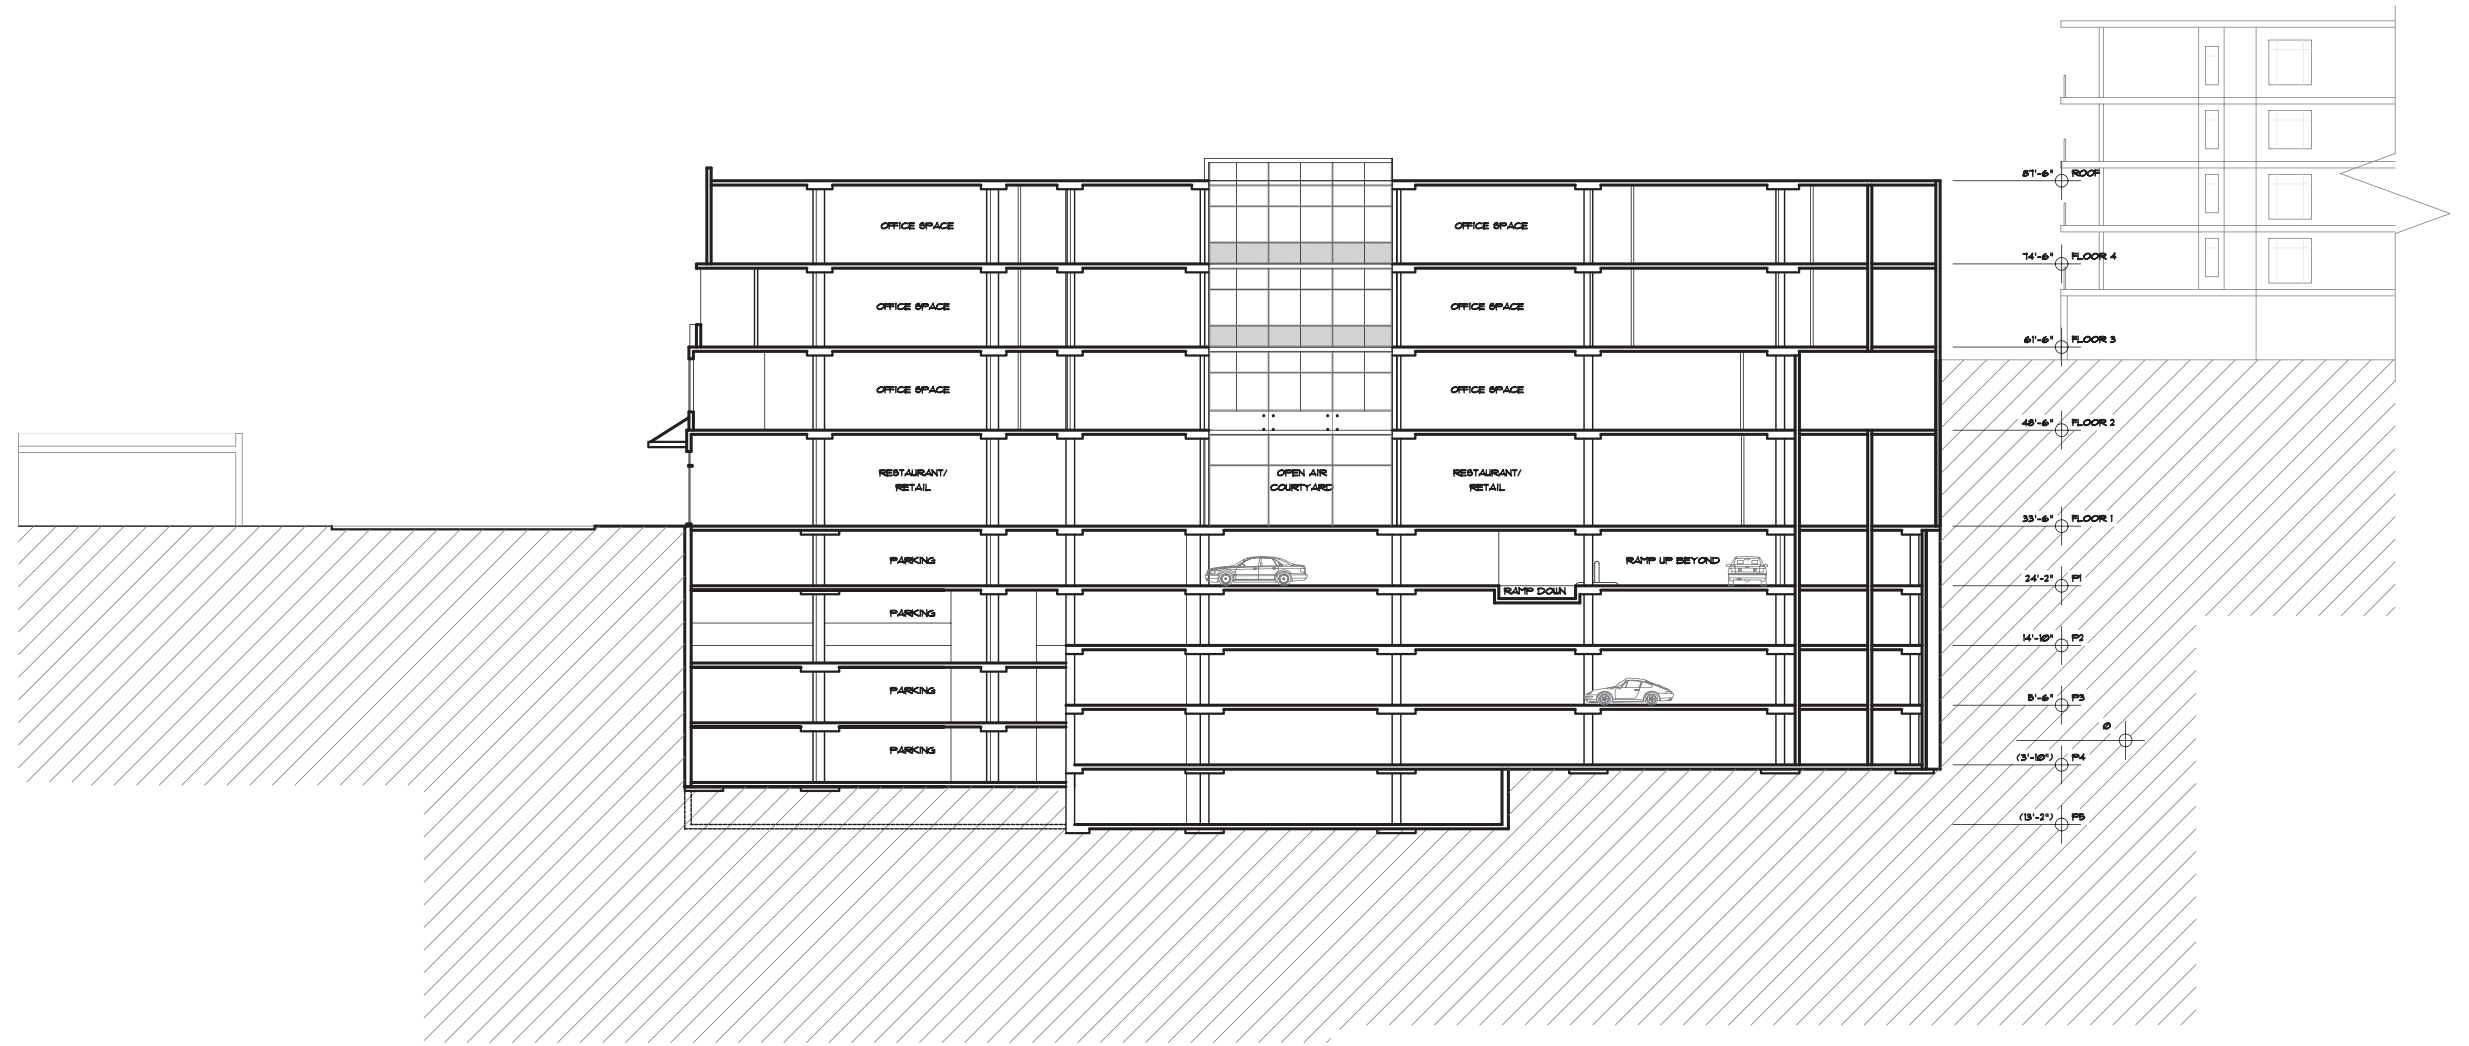 87'-6" ROOF
OFFICE SPACE OFFICE SPACE
74'-6" FLOOR 4
OFFICE SPACE OFFICE SPACE
61'-6" FLOOR 3
OFFICE SPACE OFFICE SPACE
48'-6" FLOOR 2
RESTAURANT/ OPEN AIR RESTAURANT/
RETAIL COURTYARD RETAIL
33'-6" FLOOR 1
PARKING RAMP UP BEYOND
24'-2" P1
RAMP DOWN
PARKING
14'-10" P2
PARKING
5'-6" P3
0
PARKING
(3'-10") P4
(13'-2") P5